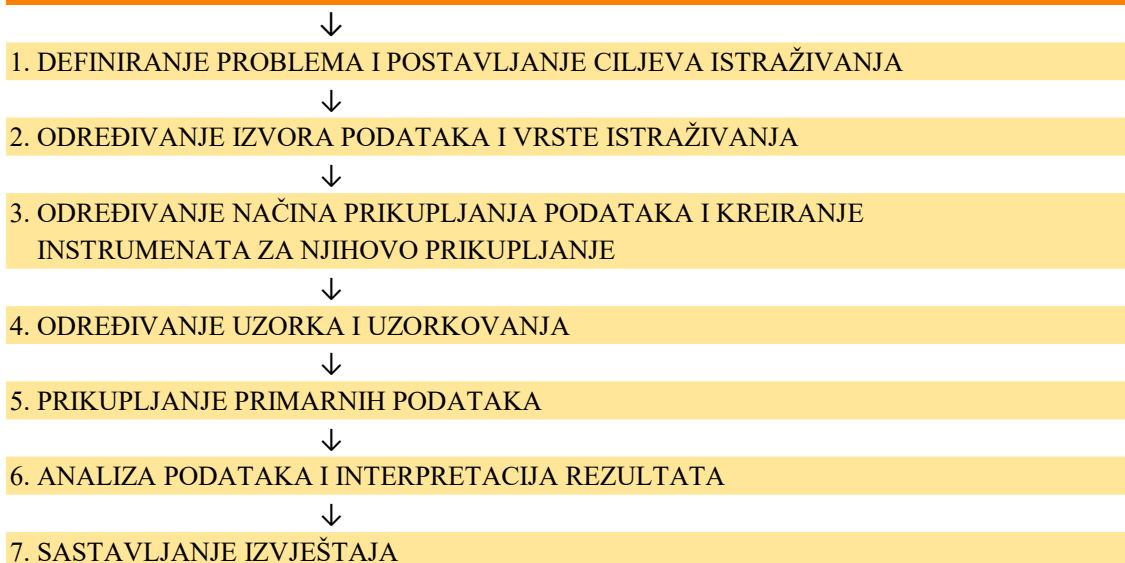 ↓
1. DEFINIRANJE PROBLEMA I POSTAVLJANJE CILJEVA ISTRAŽIVANJA
↓
2. ODREĐIVANJE IZVORA PODATAKA I VRSTE ISTRAŽIVANJA
↓
3. ODREĐIVANJE NAČINA PRIKUPLJANJA PODATAKA I KREIRANJE
INSTRUMENATA ZA NJIHOVO PRIKUPLJANJE
↓
4. ODREĐIVANJE UZORKA I UZORKOVANJA
↓
5. PRIKUPLJANJE PRIMARNIH PODATAKA
↓
6. ANALIZA PODATAKA I INTERPRETACIJA REZULTATA
↓
7. SASTAVLJANJE IZVJEŠTAJA